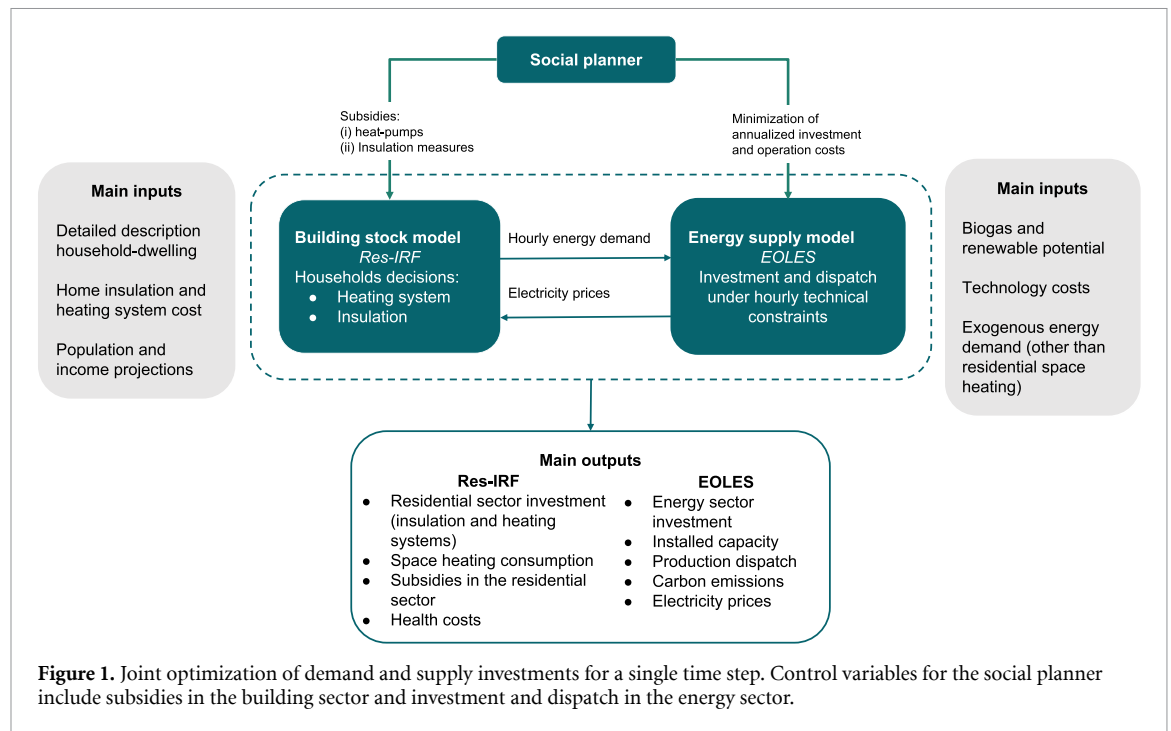 Social planner
Subsidies:
(i) heat-pumps
(ii) Insulation measures
Minimization of
annualized investment
and operation costs
Main inputs
Detailed description
household-dwelling
Home insulation and
heating system cost
Population and
income projections
Building stock model
Res-IRF
Households decisions:
● Heating system
● Insulation
Hourly energy demand
Electricity prices
Energy supply model
EOLES
Investment and dispatch
under hourly technical
constraints
Main inputs
Biogas and
renewable potential
Technology costs
Exogenous energy
demand (other than
residential space
heating)
Main outputs
Res-IRF
● Residential sector investment
(insulation and heating
systems)
● Space heating consumption
● Subsidies in the residential
sector
● Health costs
EOLES
● Energy sector
investment
● Installed capacity
● Production dispatch
● Carbon emissions
● Electricity prices
Figure 1. Joint optimization of demand and supply investments for a single time step. Control variables for the social planner
include subsidies in the building sector and investment and dispatch in the energy sector.